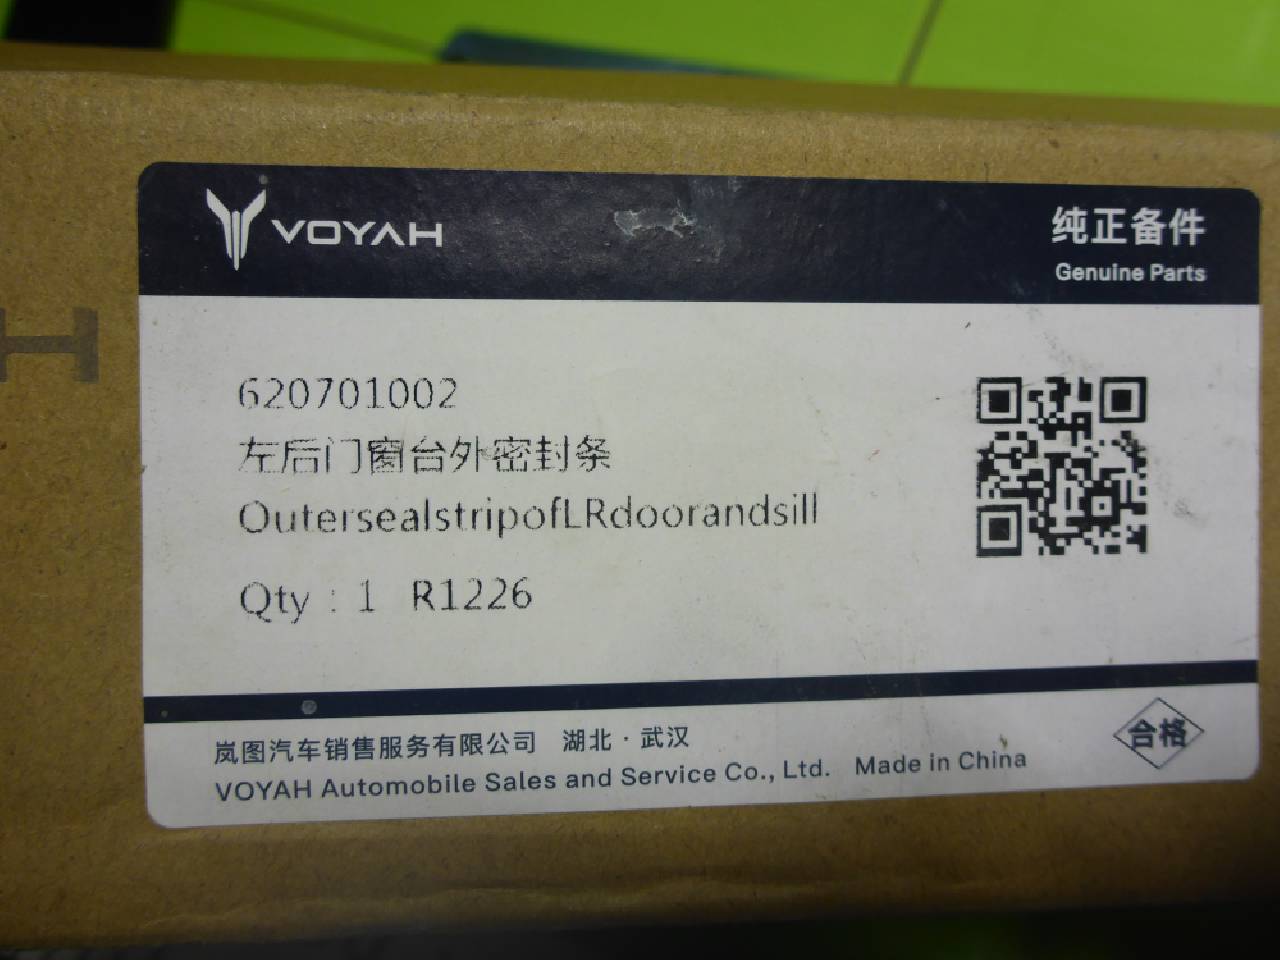 VOYAH
纯正备件
Genuine Parts
H
620701002
左后门窗台外密封条
OutersealstripofLRdoorandsill
Qty : 1 R1226
岚图汽车销售服务有限公司 湖北·武汉
VOYAH Automobile Sales and Service Co., Ltd. Made in China
合格